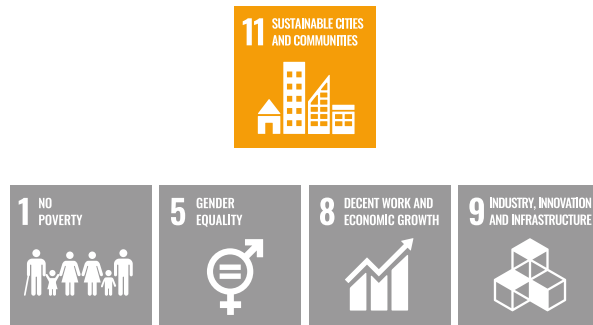 11 SUSTAINABLE CITIES
AND COMMUNITIES
1 NO
POVERTY
5 GENDER
EQUALITY
8 DECENT WORK AND
ECONOMIC GROWTH
9 INDUSTRY, INNOVATION
AND INFRASTRUCTURE